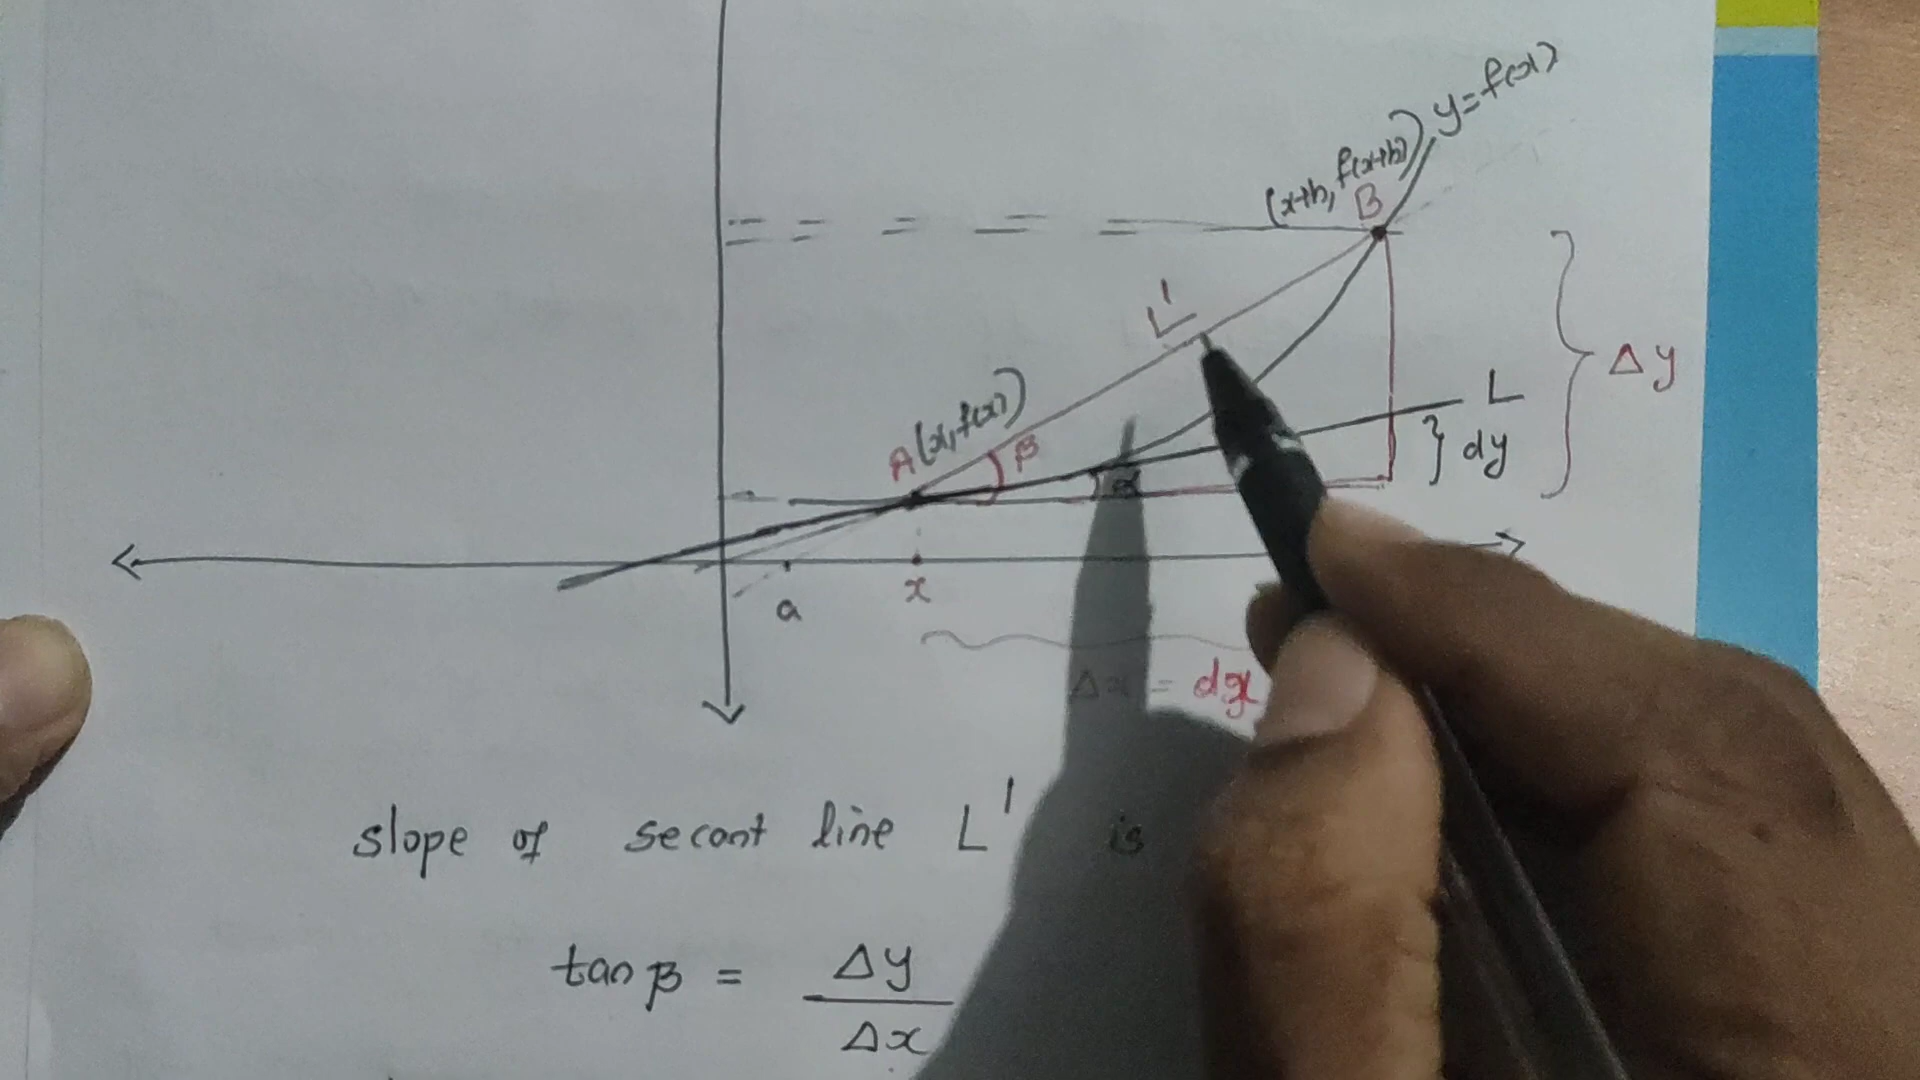 y=f(x)
(x+h, f(x+h))
B
L'
Δy
L
A(x, f(x))
β
dy
α
x
a
Δx = dx
slope of secant line L' is
tan β = Δy
Δx